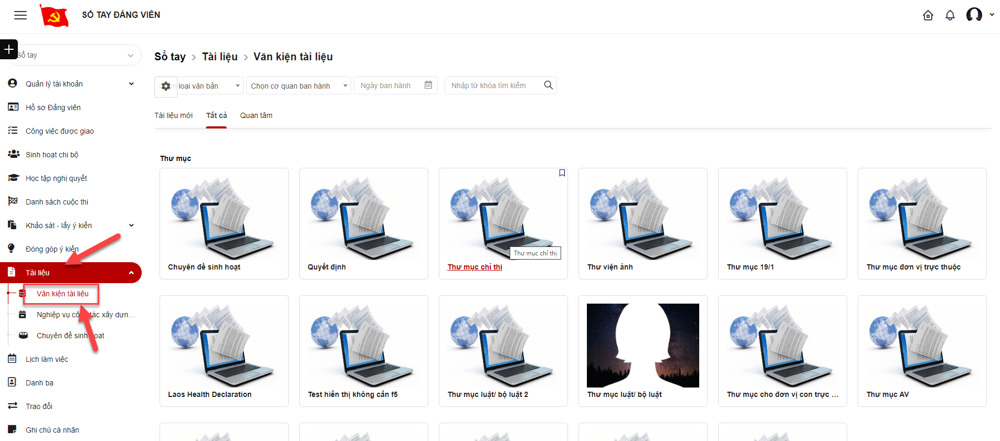 SỔ TAY ĐẢNG VIÊN
Sổ tay
Quản lý tài khoản
Hồ sơ Đảng viên
Công việc được giao
Sinh hoạt chi bộ
Học tập nghị quyết
Danh sách cuộc thi
Khảo sát - lấy ý kiến
Đóng góp ý kiến
Tài liệu
Văn kiện tài liệu
Nghiệp vụ công tác xây dựn...
Chuyên đề sinh hoạt
Lịch làm việc
Danh bạ
Trao đổi
Ghi chú cá nhân
Sổ tay > Tài liệu > Văn kiện tài liệu
loại văn bản Chọn cơ quan ban hành Ngày ban hành Nhập từ khóa tìm kiếm
Tài liệu mới Tất cả Quan tâm
Thư mục
Thư mục chỉ thị
Chuyên đề sinh hoạt Quyết định Thư mục chỉ thị Thư viện ảnh Thư mục 19/1 Thư mục đơn vị trực thuộc
Laos Health Declaration Test hiển thị không cần f5 Thư mục luật/ bộ luật 2 Thư mục luật/ bộ luật Thư mục cho đơn vị con trực ... Thư mục AV